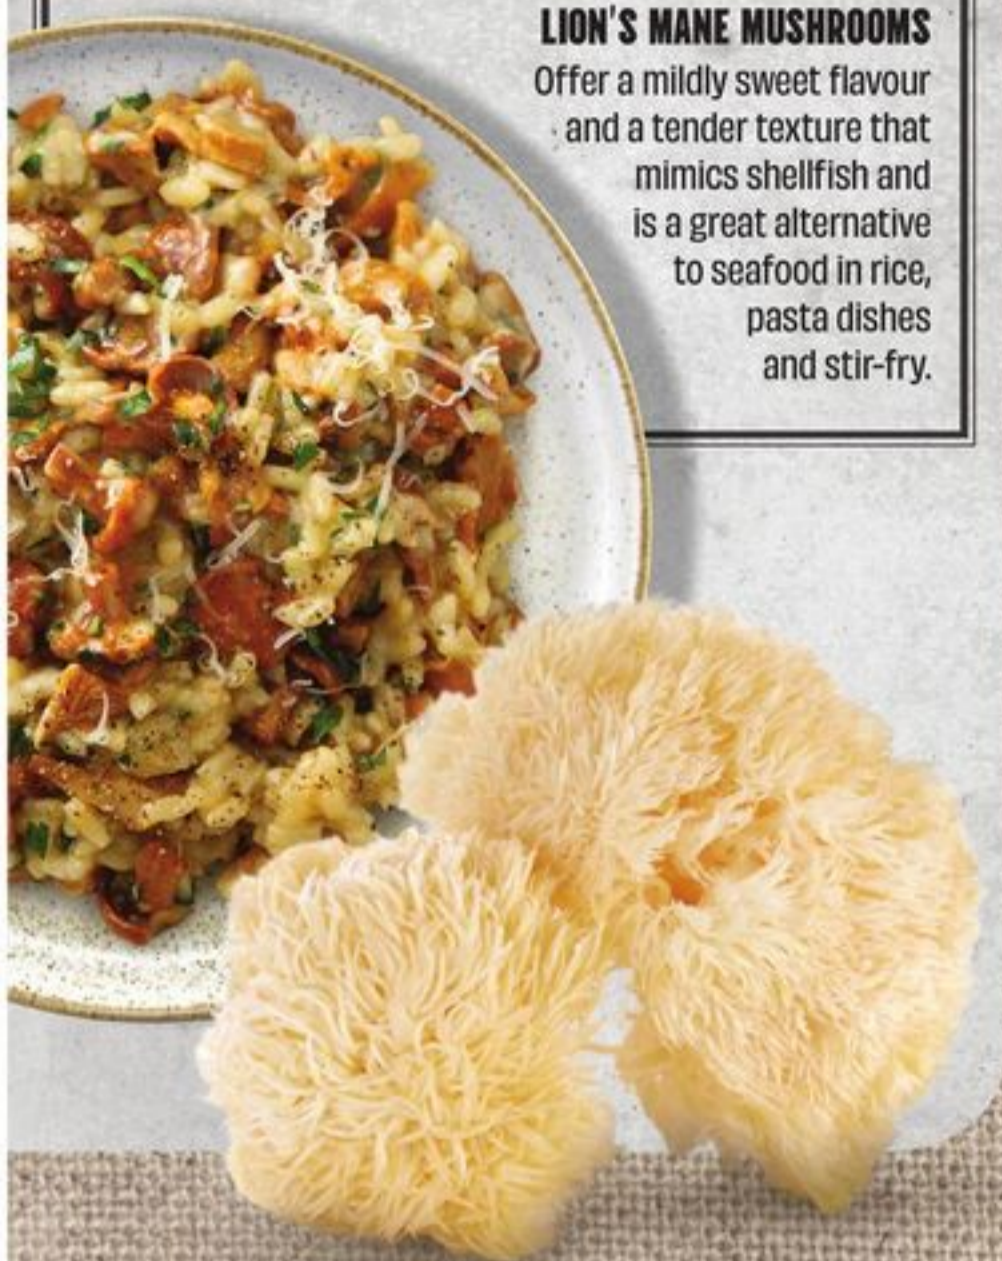 LION'S MANE MUSHROOMS
Offer a mildly sweet flavour
and a tender texture that
mimics shellfish and
is a great alternative
to seafood in rice,
pasta dishes
and stir-fry.